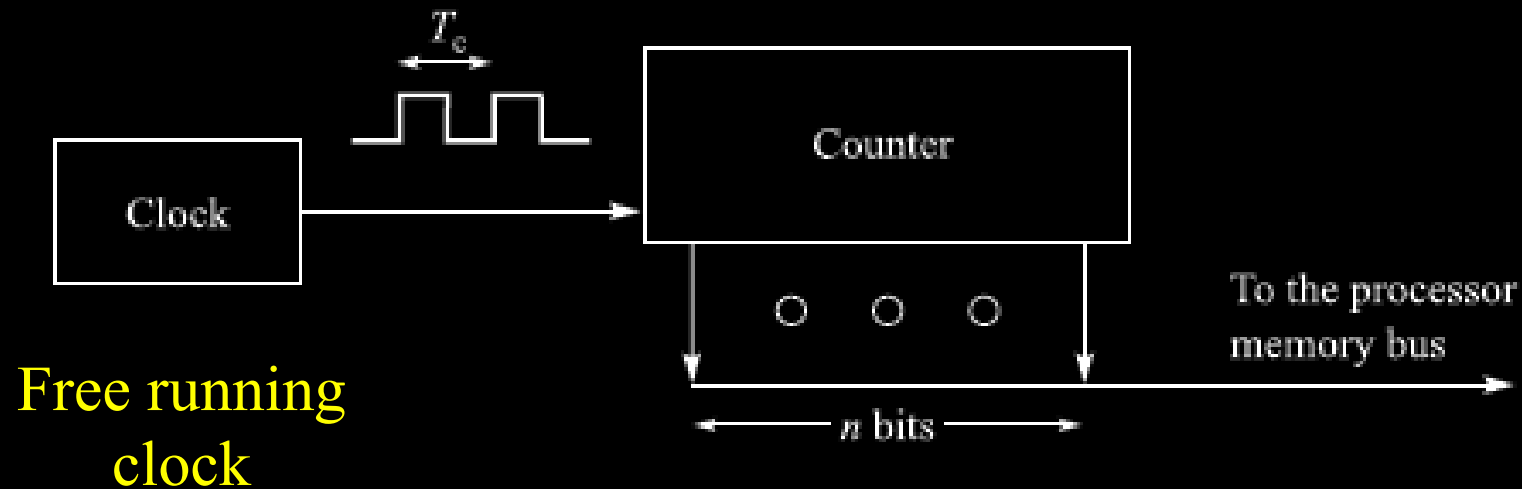 T_c
Counter
Clock
To the processor
memory bus
Free running
clock
n bits